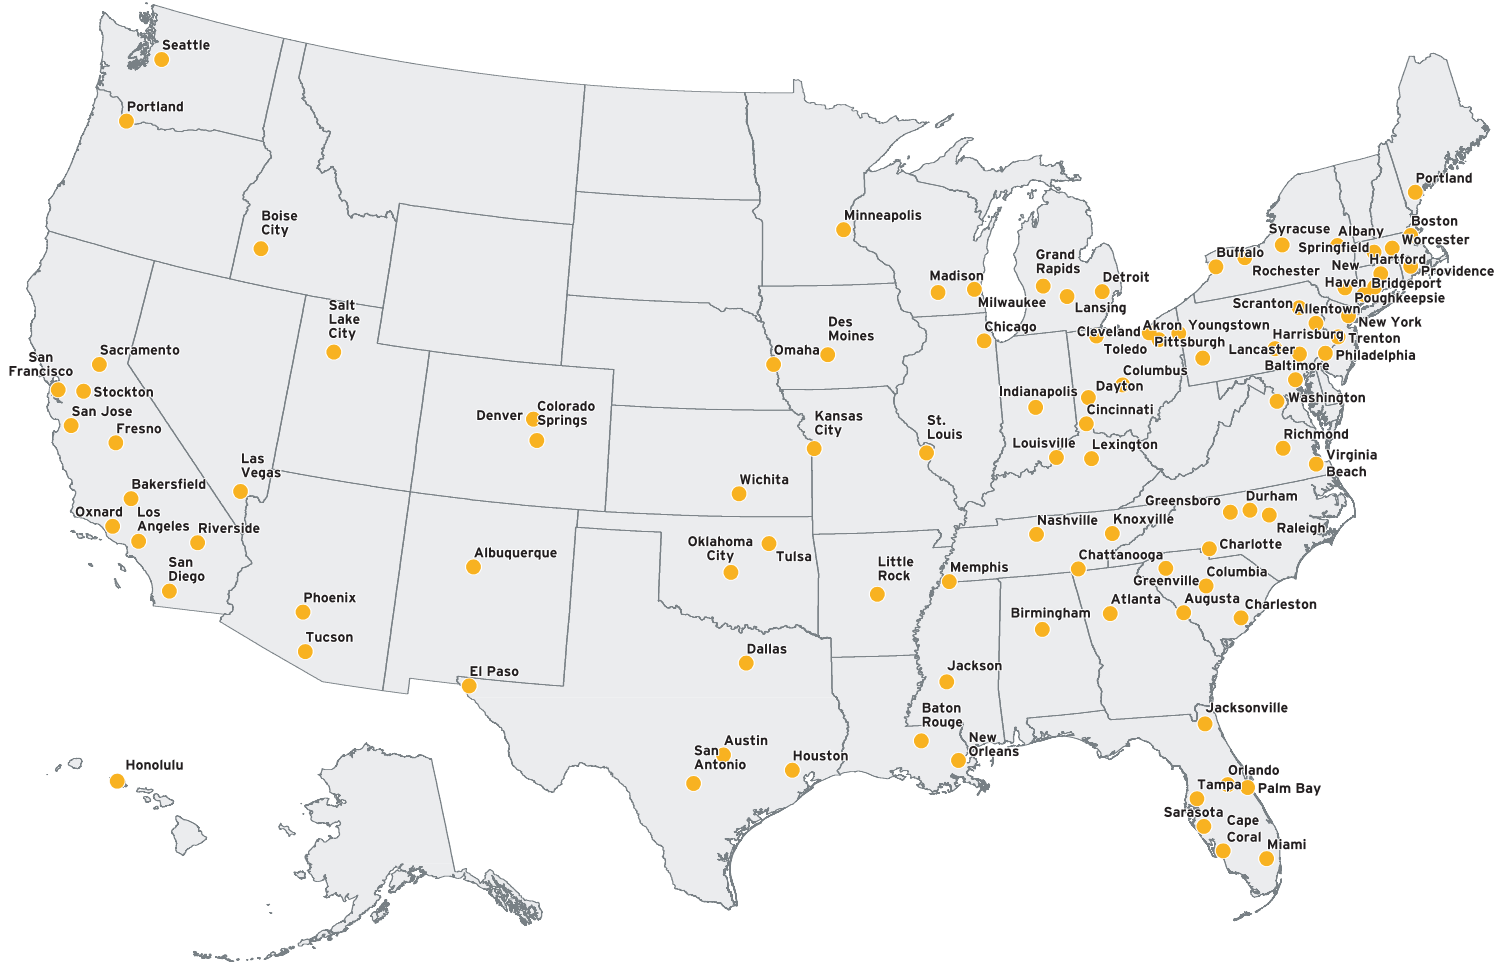 Seattle
Portland
Boise
City
Salt
Lake
City
San
Francisco
Sacramento
Stockton
San Jose
Fresno
Las
Vegas
Bakersfield
Oxnard
Los
Angeles
Riverside
San
Diego
Phoenix
Tucson
Albuquerque
El Paso
Denver
Colorado
Springs
Honolulu
Minneapolis
Omaha
Des
Moines
Kansas
City
Wichita
Oklahoma
City
Tulsa
Dallas
Austin
San
Antonio
Houston
Little
Rock
St.
Louis
Madison
Milwaukee
Chicago
Grand
Rapids
Lansing
Detroit
Indianapolis
Louisville
Lexington
Cincinnati
Dayton
Columbus
Cleveland
Toledo
Akron
Youngstown
Pittsburgh
Memphis
Nashville
Knoxville
Chattanooga
Birmingham
Jackson
Baton
Rouge
New
Orleans
Atlanta
Augusta
Greenville
Columbia
Charleston
Charlotte
Greensboro
Durham
Raleigh
Jacksonville
Orlando
Tampa
Palm Bay
Sarasota
Cape
Coral
Miami
Richmond
Virginia
Beach
Washington
Baltimore
Lancaster
Harrisburg
Philadelphia
Trenton
New York
Allentown
Scranton
Buffalo
Rochester
Syracuse
Albany
Springfield
Worcester
Boston
Portland
Providence
Hartford
New
Haven
Bridgeport
Poughkeepsie